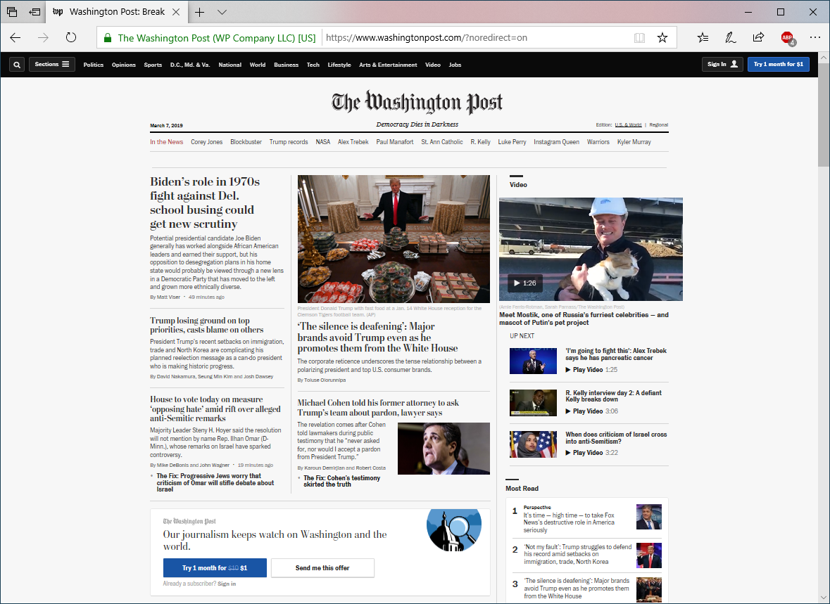 wp Washington Post: Break
The Washington Post (WP Company LLC) [US]
https://www.washingtonpost.com/?noredirect=on
ABP
4
Sections
Politics Opinions Sports D.C., Md. & Va. National World Business Tech Lifestyle Arts & Entertainment Video Jobs
Sign In
Try 1 month for $1
The Washington Post
Democracy Dies in Darkness
March 7, 2019
Edition: U.S. & World | Regional
In the News Corey Jones Blockbuster Trump records NASA Alex Trebek Paul Manafort St. Ann Catholic R. Kelly Luke Perry Instagram Queen Warriors Kyler Murray
Biden's role in 1970s
fight against Del.
school busing could
get new scrutiny
Potential presidential candidate Joe Biden
generally has worked alongside African American
leaders and earned their support, but his
opposition to desegregation plans in his home
state would probably be viewed through a new lens
in a Democratic Party that has moved to the left
and grown more ethnically diverse.
By Matt Viser • 48 minutes ago
Trump losing ground on top
priorities, casts blame on others
President Trump's recent setbacks on immigration,
trade and North Korea are complicating his
planned reelection message as a can-do president
who is making historic progress.
By David Nakamura, Seung Min Kim and Josh Dawsey
House to vote today on measure
'opposing hate' amid rift over alleged
anti-Semitic remarks
Majority Leader Steny H. Hoyer said the resolution
will not mention by name Rep. Ilhan Omar (D-
Minn.), whose remarks on Israel have sparked
controversy.
By Mike DeBonis and John Wagner • 18 minutes ago
• The Fix: Progressive Jews worry that
criticism of Omar will stifle debate about
Israel
President Donald Trump with fast food at a Jan. 14 White House reception for the
Clemson Tigers football team. (AP)
'The silence is deafening': Major
brands avoid Trump even as he
promotes them from the White House
The corporate reticence underscores the tense relationship between a
polarizing president and top U.S. consumer brands.
By Toluse Olorunnipa
Michael Cohen told his former attorney to ask
Trump's team about pardon, lawyer says
The revelation comes after Cohen
told lawmakers during public
testimony that he "never asked
for, nor would I accept a pardon
from President Trump."
By Karoun Demirjian and Robert Costa
• The Fix: Cohen's testimony
skirted the truth
Video
1:26
Meet Mostik, one of Russia's furriest celebrities — and
mascot of Putin's pet project
UP NEXT
'I'm going to fight this': Alex Trebek
says he has pancreatic cancer
Play Video 1:25
R. Kelly interview day 2: A defiant
Kelly breaks down
Play Video 3:06
When does criticism of Israel cross
into anti-Semitism?
Play Video 3:22
Most Read
1 Perspective
It's time — high time — to take Fox
News's destructive role in America
seriously
2 'Not my fault': Trump struggles to defend
his record amid setbacks on
immigration, trade, North Korea
3 'The silence is deafening': Major
brands avoid Trump even as he
promotes them from the White House
The Washington Post
Our journalism keeps watch on Washington and the
world.
Try 1 month for $10 $1
Send me this offer
Already a subscriber? Sign in